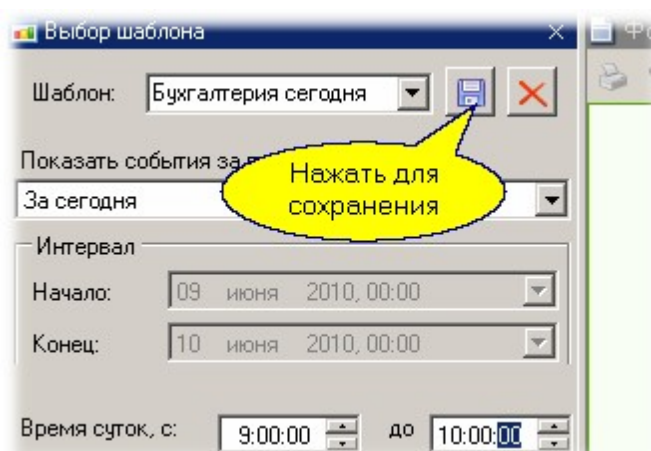 Выбор шаблона
Шаблон: Бухгалтерия сегодня
Показать события за
Нажать для
сохранения
За сегодня
Интервал
Начало: 09 июня 2010, 00:00
Конец: 10 июня 2010, 00:00
Время суток, с: 9:00:00 до 10:00:00